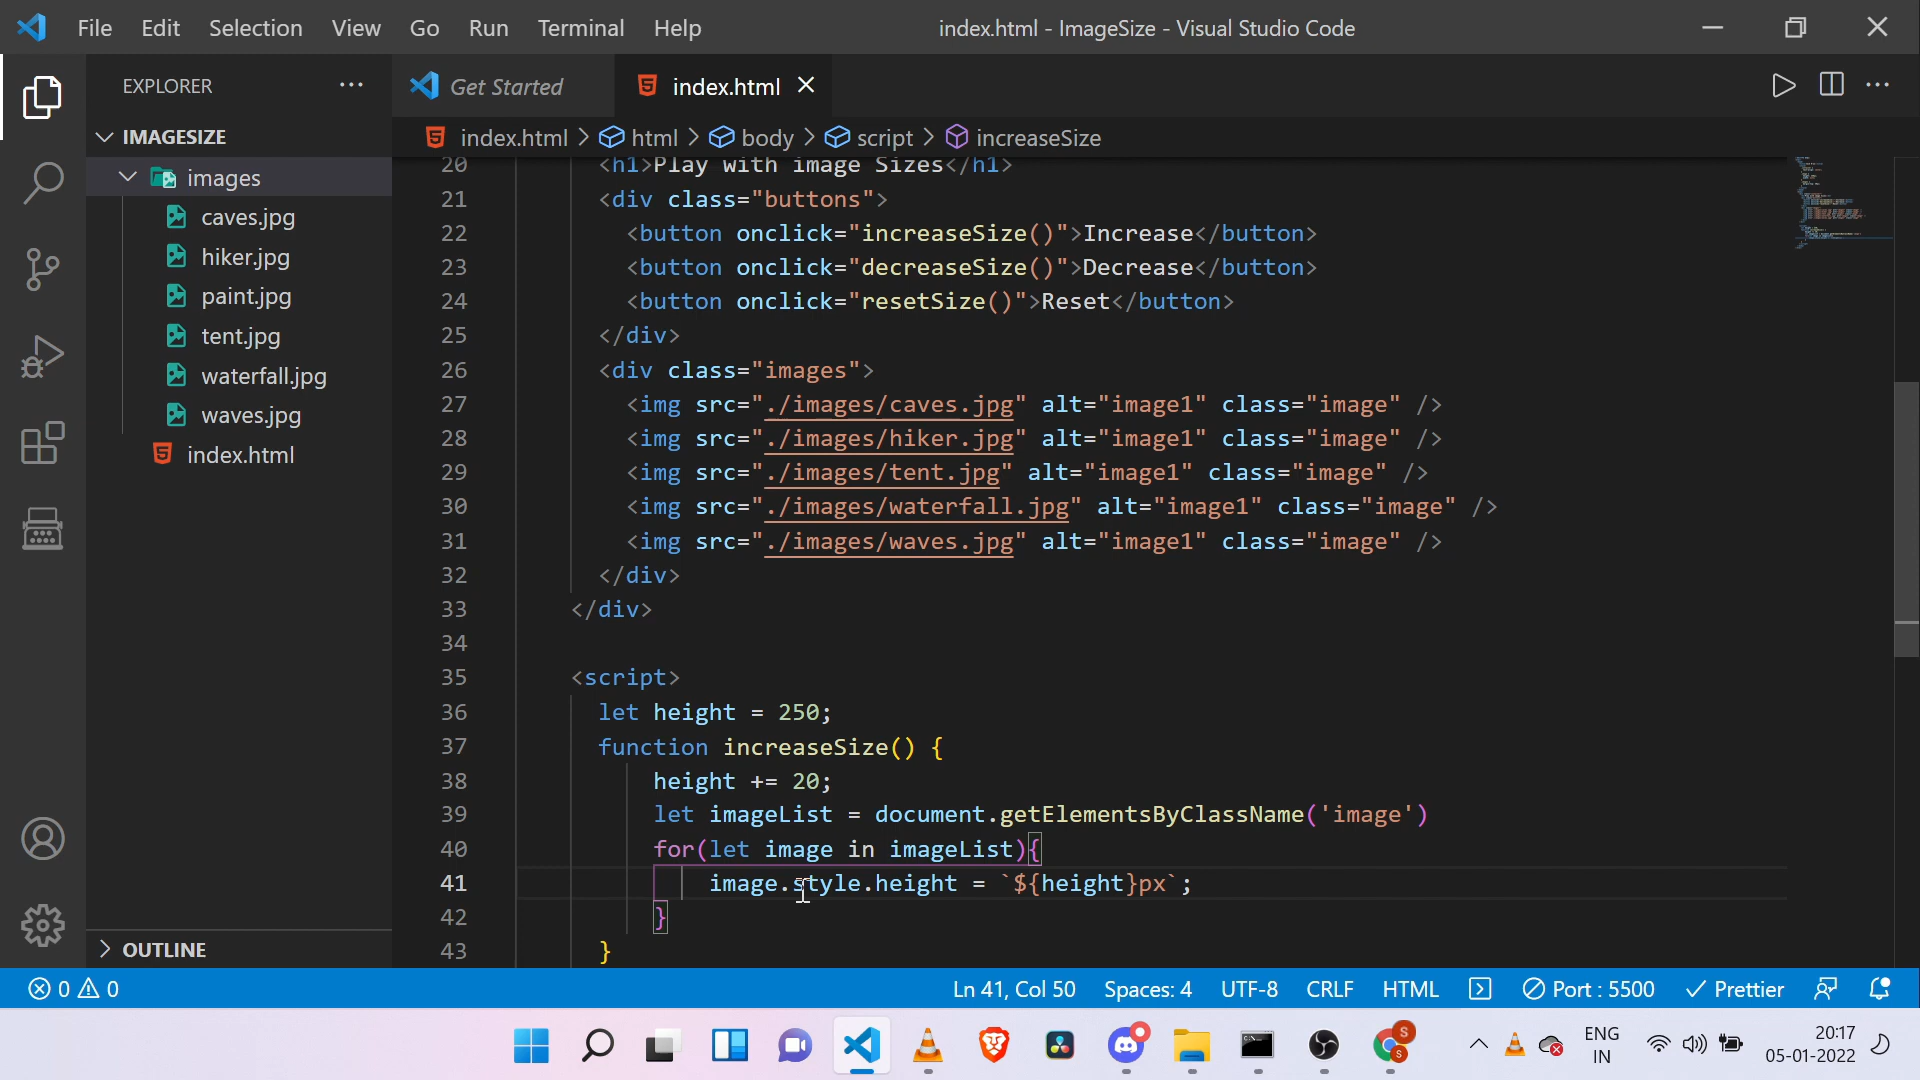 File Edit Selection View Go Run Terminal Help
index.html - ImageSize - Visual Studio Code
EXPLORER
IMAGESIZE
images
caves.jpg
hiker.jpg
paint.jpg
tent.jpg
waterfall.jpg
waves.jpg
index.html
OUTLINE
Get Started
index.html
index.html > html > body > script > increaseSize
20 <h1>Play with image Sizes</h1>
21 <div class="buttons">
22 <button onclick="increaseSize()">Increase</button>
23 <button onclick="decreaseSize()">Decrease</button>
24 <button onclick="resetSize()">Reset</button>
25 </div>
26 <div class="images">
27 <img src="./images/caves.jpg" alt="image1" class="image" />
28 <img src="./images/hiker.jpg" alt="image1" class="image" />
29 <img src="./images/tent.jpg" alt="image1" class="image" />
30 <img src="./images/waterfall.jpg" alt="image1" class="image" />
31 <img src="./images/waves.jpg" alt="image1" class="image" />
32 </div>
33 </div>
34
35 <script>
36 let height = 250;
37 function increaseSize() {
38 height += 20;
39 let imageList = document.getElementsByClassName('image')
40 for(let image in imageList){
41 image.style.height = `${height}px`;
42 }
43 }
0 0 Ln 41, Col 50 Spaces: 4 UTF-8 CRLF HTML Port : 5500 Prettier
S
S
ENG
IN
20:17
05-01-2022